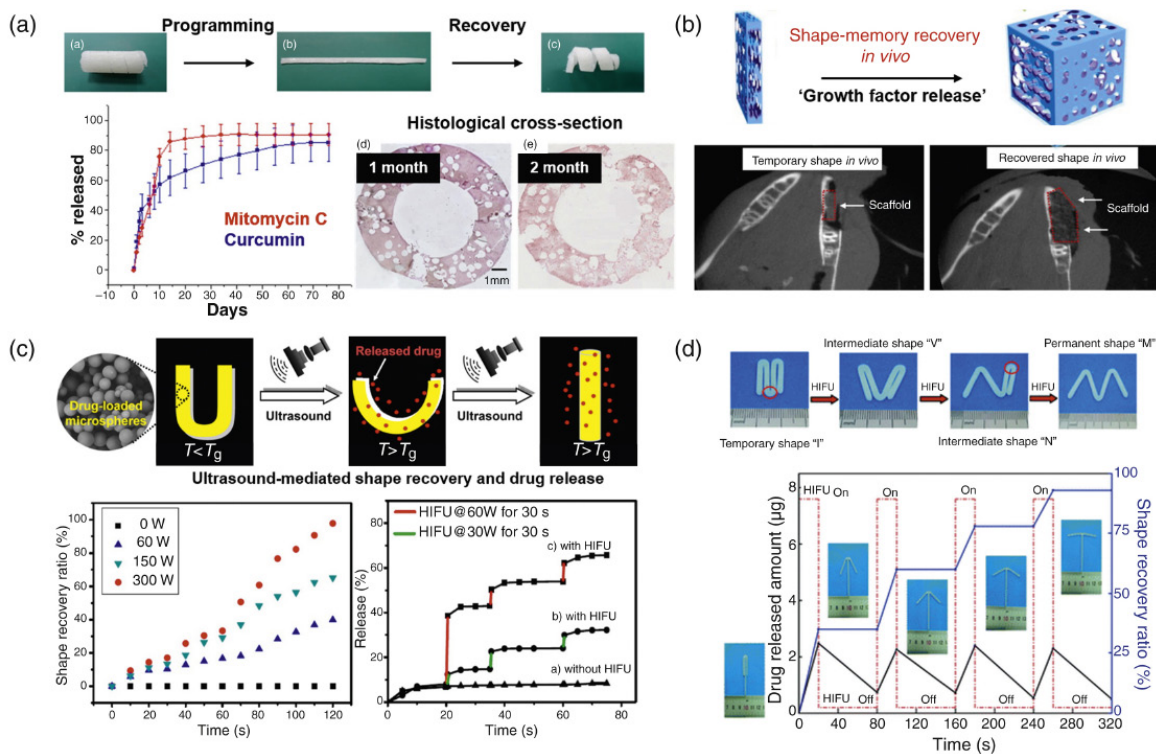 (a)
Programming
Recovery
(a)
(b)
(c)
% released
100
80
60
40
20
0
Mitomycin C
Curcumin
−10 0 10 20 30 40 50 60 70 80
Days
Histological cross-section
(d)
1 month
(e)
2 month
1mm
(b)
Shape-memory recovery
in vivo
‘Growth factor release’
Temporary shape in vivo
Scaffold
Recovered shape in vivo
Scaffold
(c)
Drug-loaded
microspheres
T<Tg
Ultrasound
Released drug
T>Tg
Ultrasound
T>Tg
Ultrasound-mediated shape recovery and drug release
Shape recovery ratio (%)
100
80
60
40
20
0
0 W
60 W
150 W
300 W
0 20 40 60 80 100 120
Time (s)
Release (%)
90
80
70
60
50
40
30
20
10
0
HIFU@60W for 30 s
HIFU@30W for 30 s
c) with HIFU
b) with HIFU
a) without HIFU
0 20 40 60 80
Time (s)
(d)
Intermediate shape “V”
Permanent shape “M”
HIFU
HIFU
HIFU
Temporary shape “I”
Intermediate shape “N”
Drug released amount (µg)
8
6
4
2
0
HIFU On
On
On
On
HIFU Off
Off
Off
Off
0 40 80 120 160 200 240 280 320
Time (s)
100
75
50
25
0
Shape recovery ratio (%)